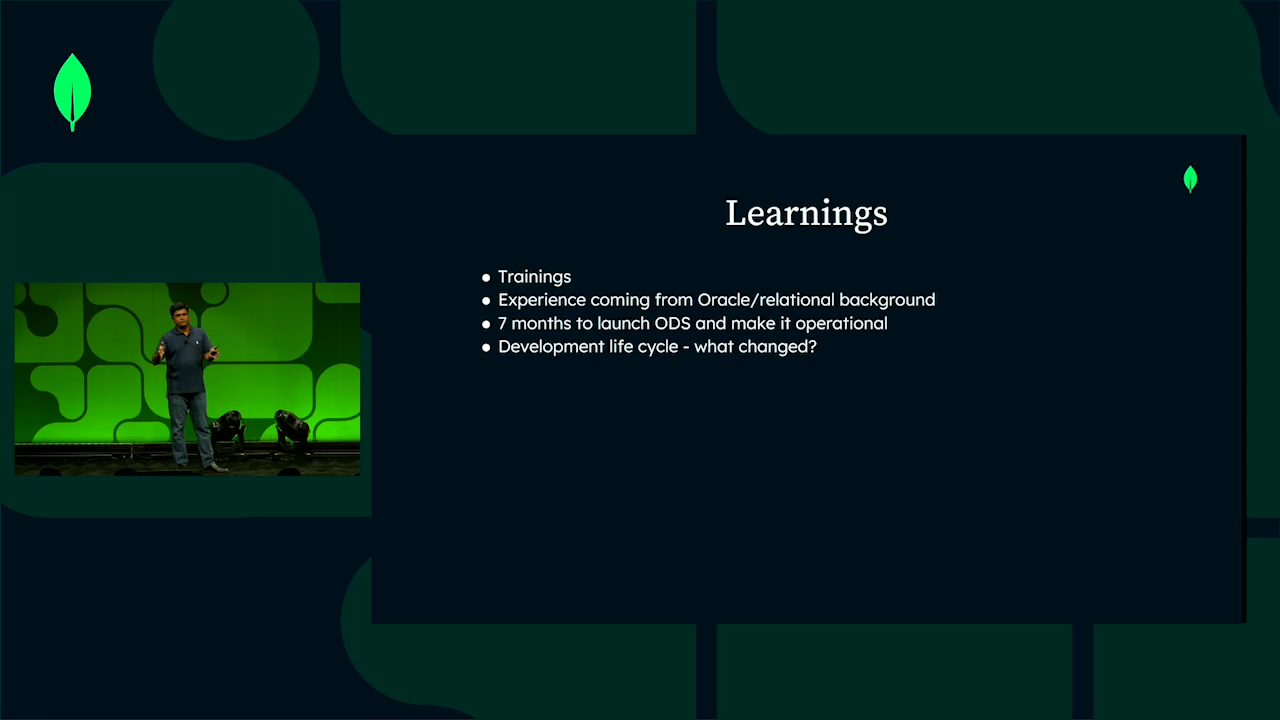 Learnings
● Trainings
● Experience coming from Oracle/relational background
● 7 months to launch ODS and make it operational
● Development life cycle - what changed?